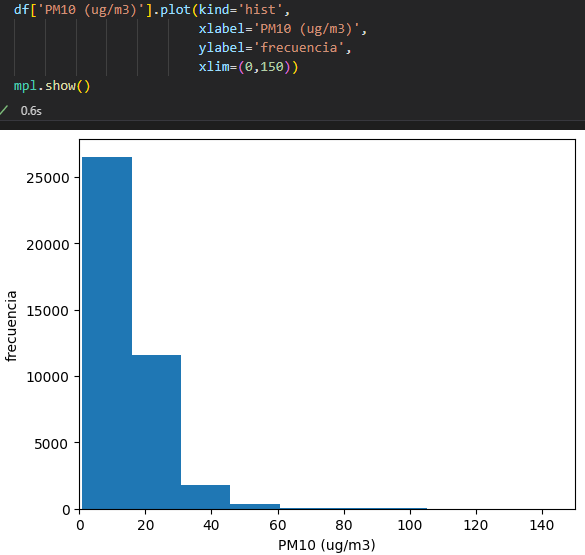 df['PM10 (ug/m3)'].plot(kind='hist',
xlabel='PM10 (ug/m3)',
ylabel='frecuencia',
xlim=(0,150))
mpl.show()
✓ 0.6s
25000
20000
15000
10000
5000
0
frecuencia
0 20 40 60 80 100 120 140
PM10 (ug/m3)